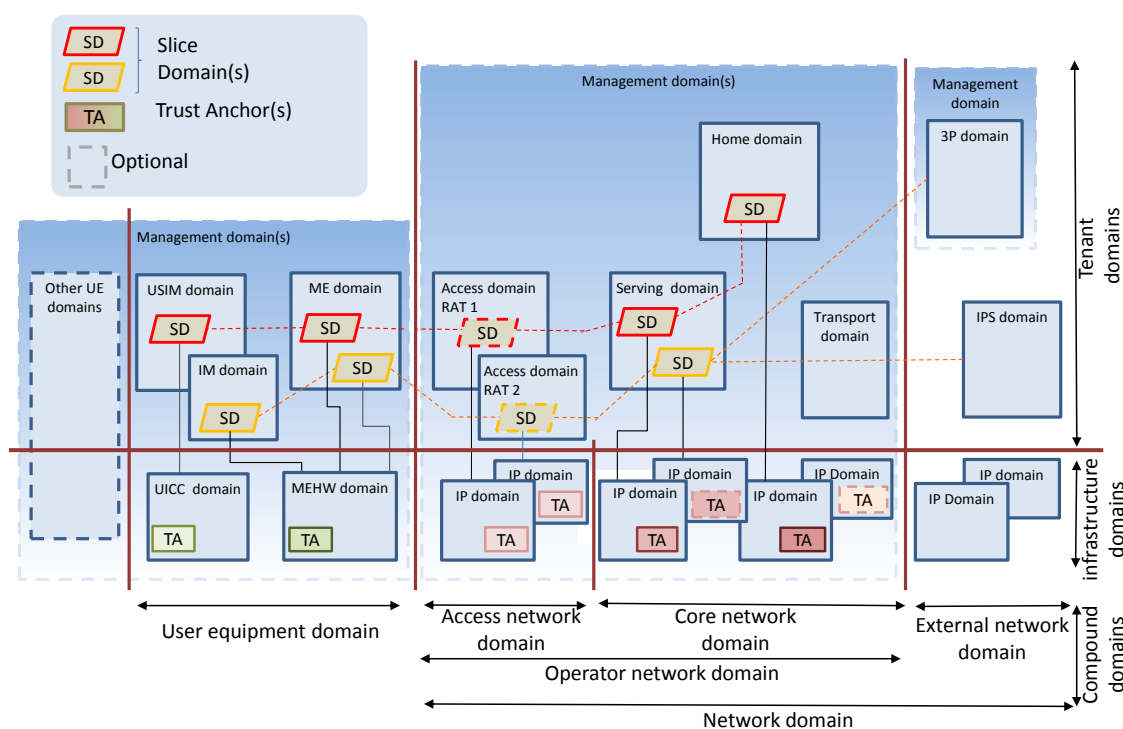 SD
Slice
Domain(s)
SD
TA
Trust Anchor(s)
Optional
Management domain(s)
Management
domain
3P domain
Home domain
SD
Management domain(s)
Other UE
domains
USIM domain
SD
ME domain
SD
SD
IM domain
SD
Access domain
RAT 1
SD
Access domain
RAT 2
SD
Serving domain
SD
SD
Transport
domain
IPS domain
Tenant
domains
UICC domain
TA
MEHW domain
TA
IP domain
TA
IP domain
TA
IP domain
TA
IP domain
TA
IP Domain
TA
IP domain
TA
IP domain
IP Domain
infrastructure
domains
User equipment domain
Access network
domain
Core network
domain
External network
domain
Operator network domain
Network domain
Compound
domains